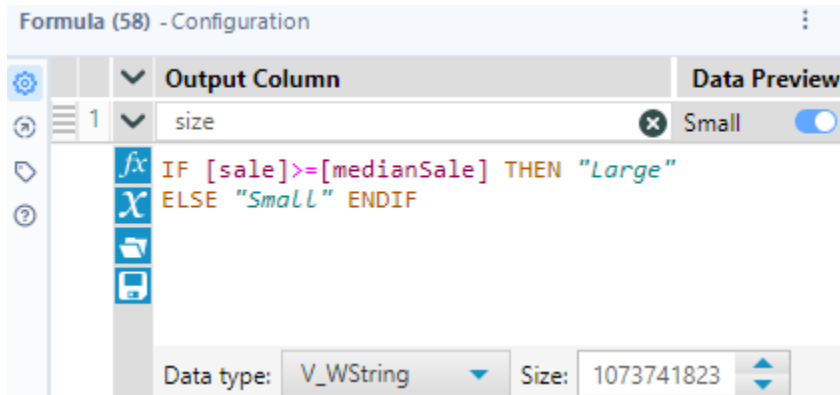 Formula (58) - Configuration
Output Column Data Preview
1 size Small
fx IF [sale]>=[medianSale] THEN "Large"
X ELSE "Small" ENDIF
Data type: V_WString Size: 1073741823